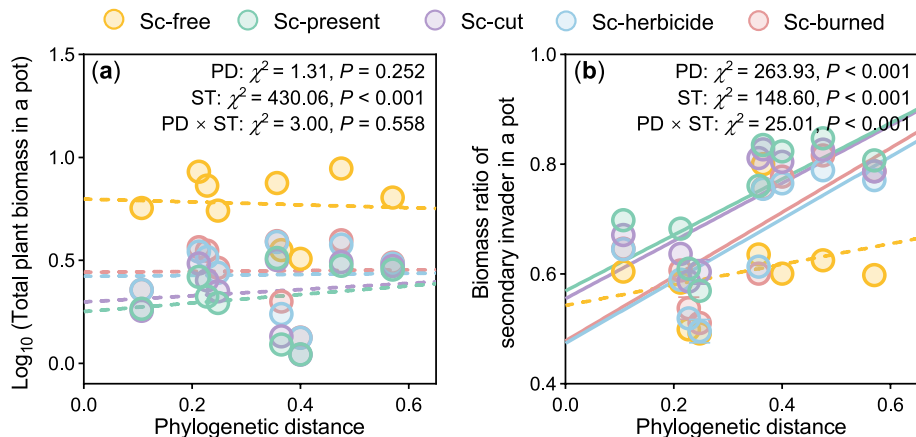 Sc-free Sc-present Sc-cut Sc-herbicide Sc-burned
(a)
PD: χ² = 1.31, P = 0.252
ST: χ² = 430.06, P < 0.001
PD × ST: χ² = 3.00, P = 0.558
Log₁₀ (Total plant biomass in a pot)
1.5
1.0
0.5
0.0
0.0 0.2 0.4 0.6
Phylogenetic distance
(b)
PD: χ² = 263.93, P < 0.001
ST: χ² = 148.60, P < 0.001
PD × ST: χ² = 25.01, P < 0.001
Biomass ratio of
secondary invader in a pot
1.0
0.8
0.6
0.4
0.0 0.2 0.4 0.6
Phylogenetic distance